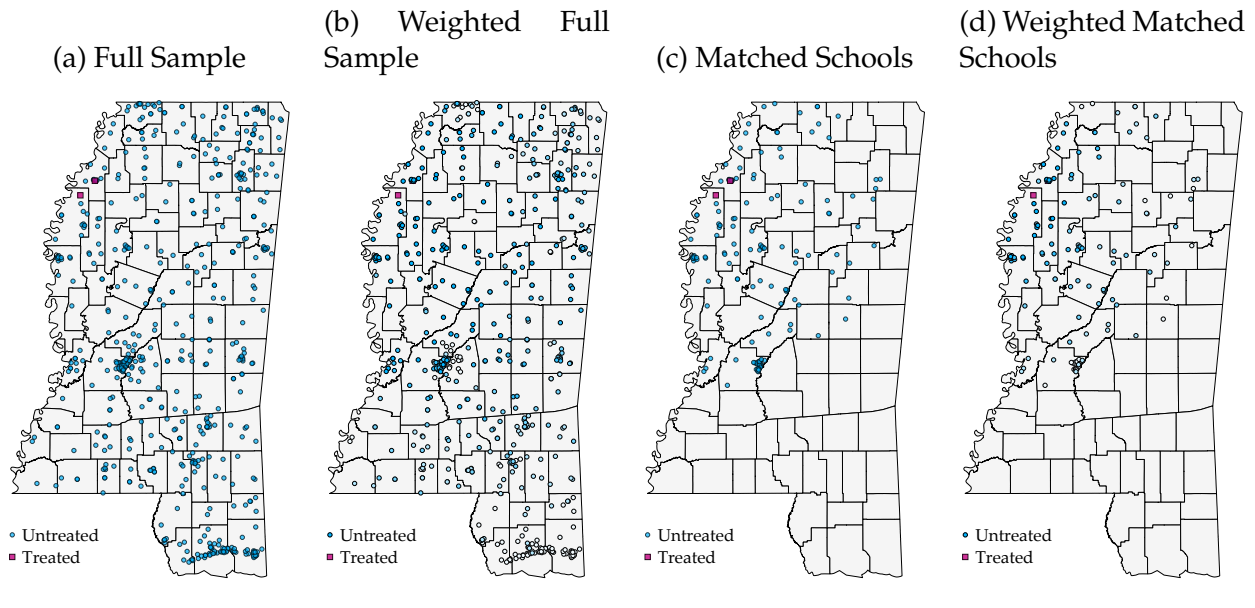 (a) Full Sample
(b) Weighted Full
Sample
(c) Matched Schools
(d) Weighted Matched
Schools
Untreated
Treated
Untreated
Treated
Untreated
Treated
Untreated
Treated